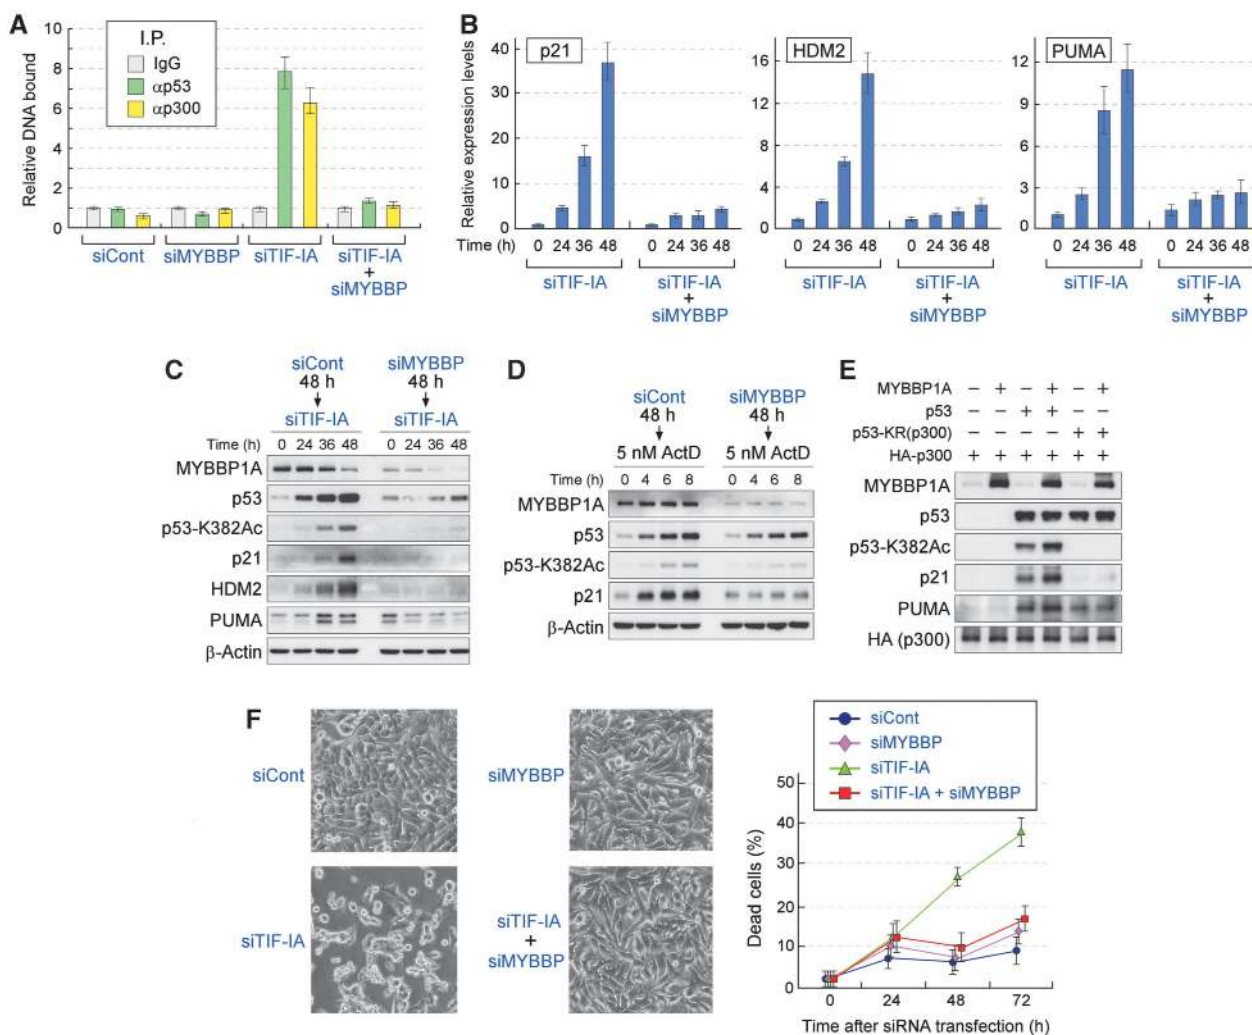 A
I.P.
IgG
αp53
αp300
Relative DNA bound
10
8
6
4
2
0
siCont
siMYBBP
siTIF-IA
siTIF-IA
+
siMYBBP
B
Relative expression levels
p21
40
30
20
10
0
Time (h)
0 24 36 48
0 24 36 48
siTIF-IA
siTIF-IA
+
siMYBBP
HDM2
16
12
8
4
0
0 24 36 48
0 24 36 48
siTIF-IA
siTIF-IA
+
siMYBBP
PUMA
12
9
6
3
0
0 24 36 48
0 24 36 48
siTIF-IA
siTIF-IA
+
siMYBBP
C
siCont
48 h
siTIF-IA
siMYBBP
48 h
siTIF-IA
Time (h) 0 24 36 48 0 24 36 48
MYBBP1A
p53
p53-K382Ac
p21
HDM2
PUMA
β-Actin
D
siCont
48 h
5 nM ActD
siMYBBP
48 h
5 nM ActD
Time (h) 0 4 6 8 0 4 6 8
MYBBP1A
p53
p53-K382Ac
p21
β-Actin
E
MYBBP1A − + − + − +
p53 − − + + − −
p53-KR(p300) − − − − + +
HA-p300 + + + + + +
MYBBP1A
p53
p53-K382Ac
p21
PUMA
HA (p300)
F
siCont
siMYBBP
siTIF-IA
siTIF-IA
+
siMYBBP
siCont
siMYBBP
siTIF-IA
siTIF-IA + siMYBBP
Dead cells (%)
50
40
30
20
10
0
0 24 48 72
Time after siRNA transfection (h)